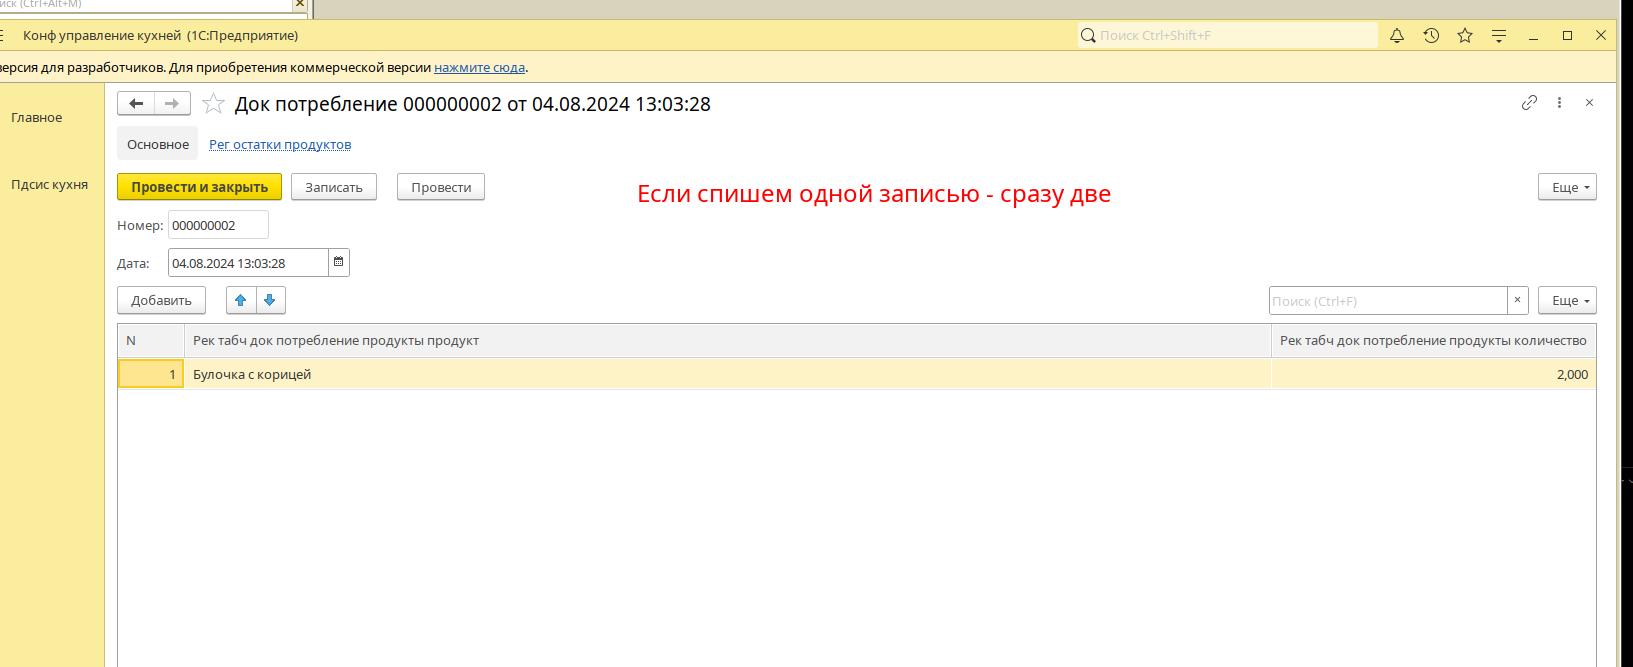 иск (Ctrl+Alt+M)
Конф управление кухней (1С:Предприятие)
Поиск Ctrl+Shift+F
версия для разработчиков. Для приобретения коммерческой версии нажмите сюда.
Главное
Пдсис кухня
Док потребление 000000002 от 04.08.2024 13:03:28
Основное Рег остатки продуктов
Провести и закрыть Записать Провести
Если спишем одной записью - сразу две
Еще
Номер: 000000002
Дата: 04.08.2024 13:03:28
Добавить
Поиск (Ctrl+F) × Еще
N Рек табч док потребление продукты продукт Рек табч док потребление продукты количество
1 Булочка с корицей 2,000